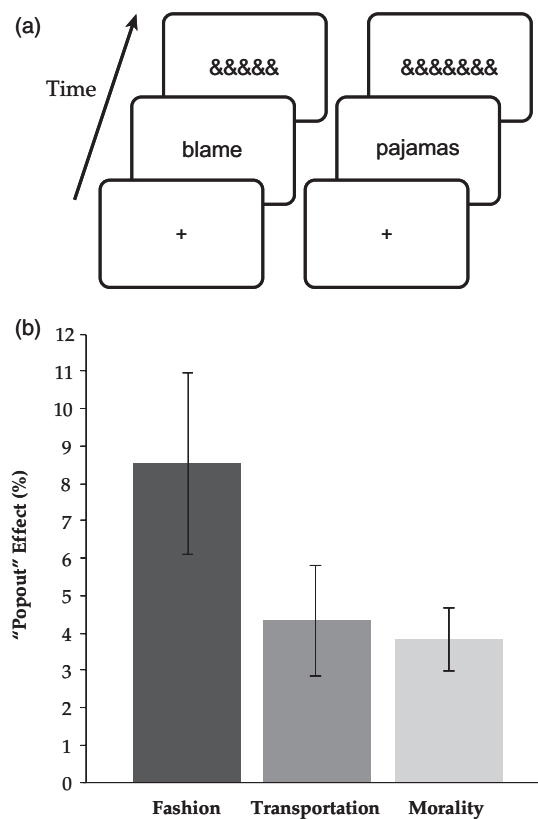 (a)
Time
&&&&& &&&&&&&
blame pajamas
+ +
(b)
12
11
10
9
8
7
6
5
4
3
2
1
0
"Popout" Effect (%)
Fashion Transportation Morality